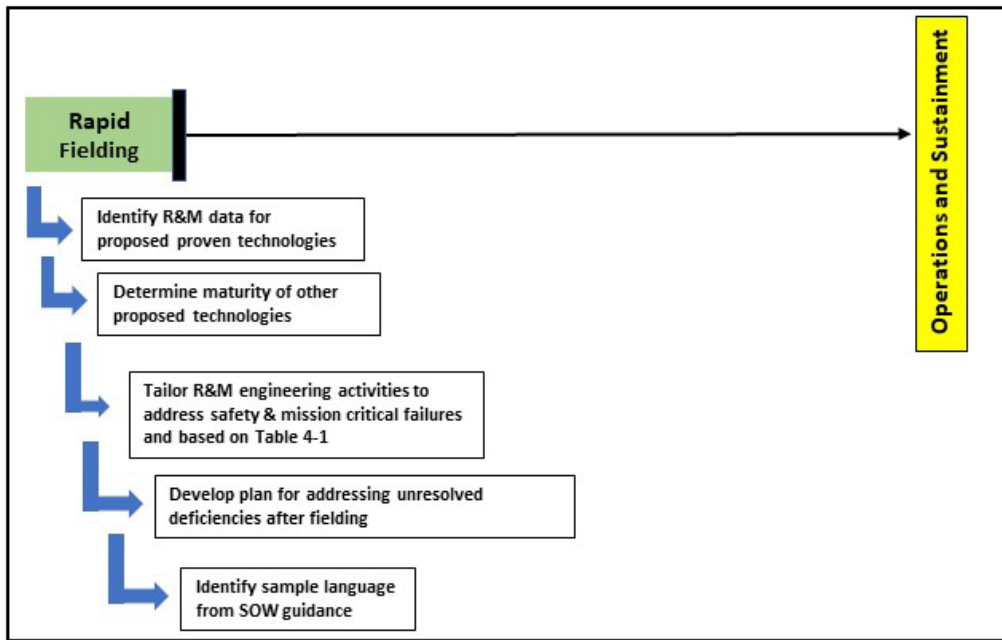 Rapid
Fielding
Operations and Sustainment
Identify R&M data for
proposed proven technologies
Determine maturity of other
proposed technologies
Tailor R&M engineering activities to
address safety & mission critical failures
and based on Table 4-1
Develop plan for addressing unresolved
deficiencies after fielding
Identify sample language
from SOW guidance